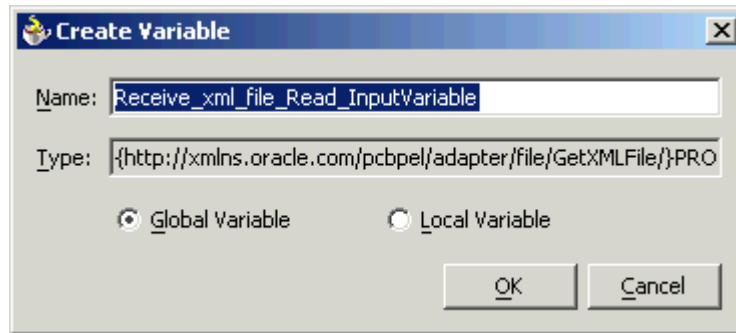 Create Variable
Name: Receive_xml_file_Read_InputVariable
Type: {http://xmlns.oracle.com/pcbpel/adapter/file/GetXMLFile/}PRO
Global Variable Local Variable
OK Cancel